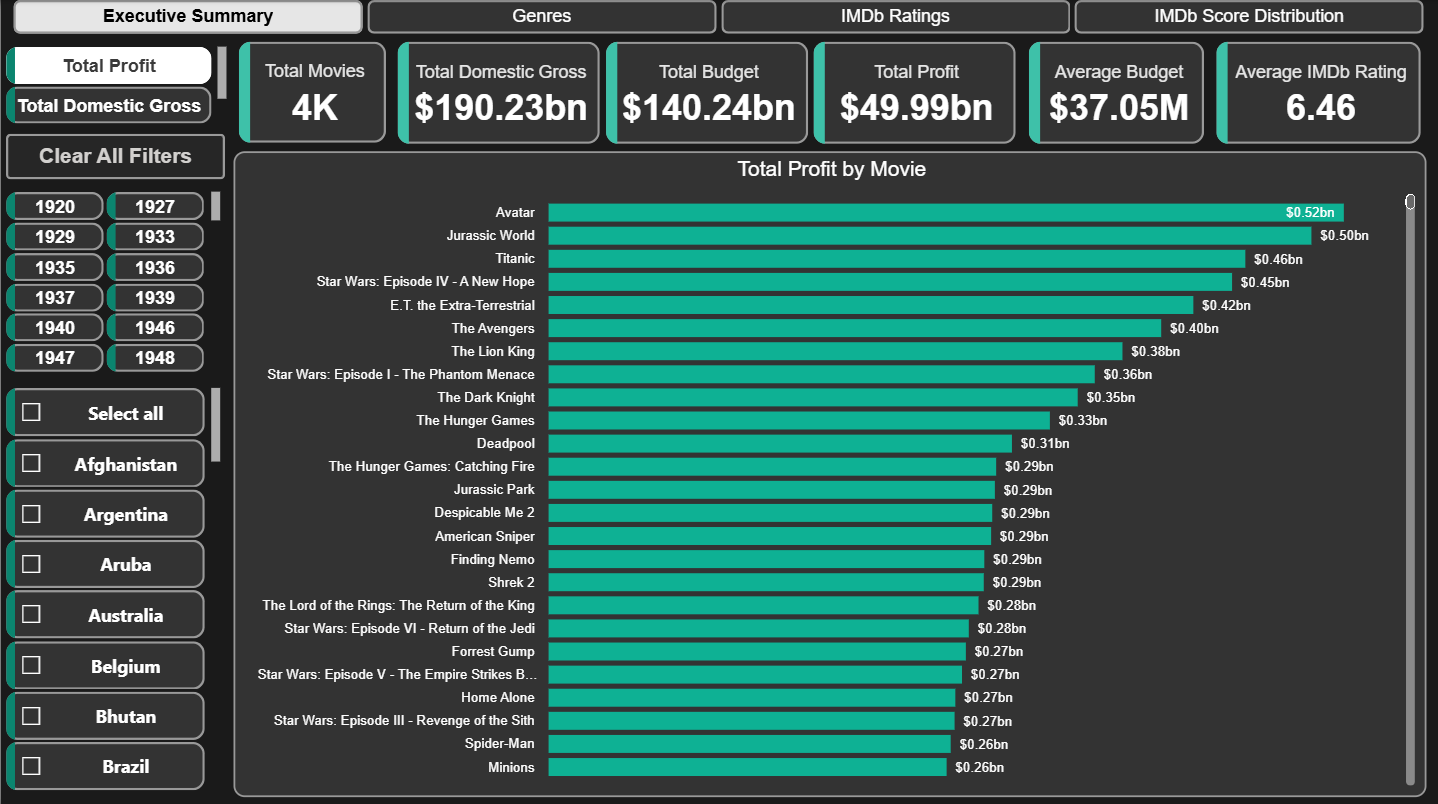 Executive Summary
Genres
IMDb Ratings
IMDb Score Distribution
Total Profit
Total Domestic Gross
Clear All Filters
1920 1927
1929 1933
1935 1936
1937 1939
1940 1946
1947 1948
Select all
Afghanistan
Argentina
Aruba
Australia
Belgium
Bhutan
Brazil
Total Movies
4K
Total Domestic Gross
$190.23bn
Total Budget
$140.24bn
Total Profit
$49.99bn
Average Budget
$37.05M
Average IMDb Rating
6.46
Total Profit by Movie
Avatar $0.52bn
Jurassic World $0.50bn
Titanic $0.46bn
Star Wars: Episode IV - A New Hope $0.45bn
E.T. the Extra-Terrestrial $0.42bn
The Avengers $0.40bn
The Lion King $0.38bn
Star Wars: Episode I - The Phantom Menace $0.36bn
The Dark Knight $0.35bn
The Hunger Games $0.33bn
Deadpool $0.31bn
The Hunger Games: Catching Fire $0.29bn
Jurassic Park $0.29bn
Despicable Me 2 $0.29bn
American Sniper $0.29bn
Finding Nemo $0.29bn
Shrek 2 $0.29bn
The Lord of the Rings: The Return of the King $0.28bn
Star Wars: Episode VI - Return of the Jedi $0.28bn
Forrest Gump $0.27bn
Star Wars: Episode V - The Empire Strikes B... $0.27bn
Home Alone $0.27bn
Star Wars: Episode III - Revenge of the Sith $0.27bn
Spider-Man $0.26bn
Minions $0.26bn